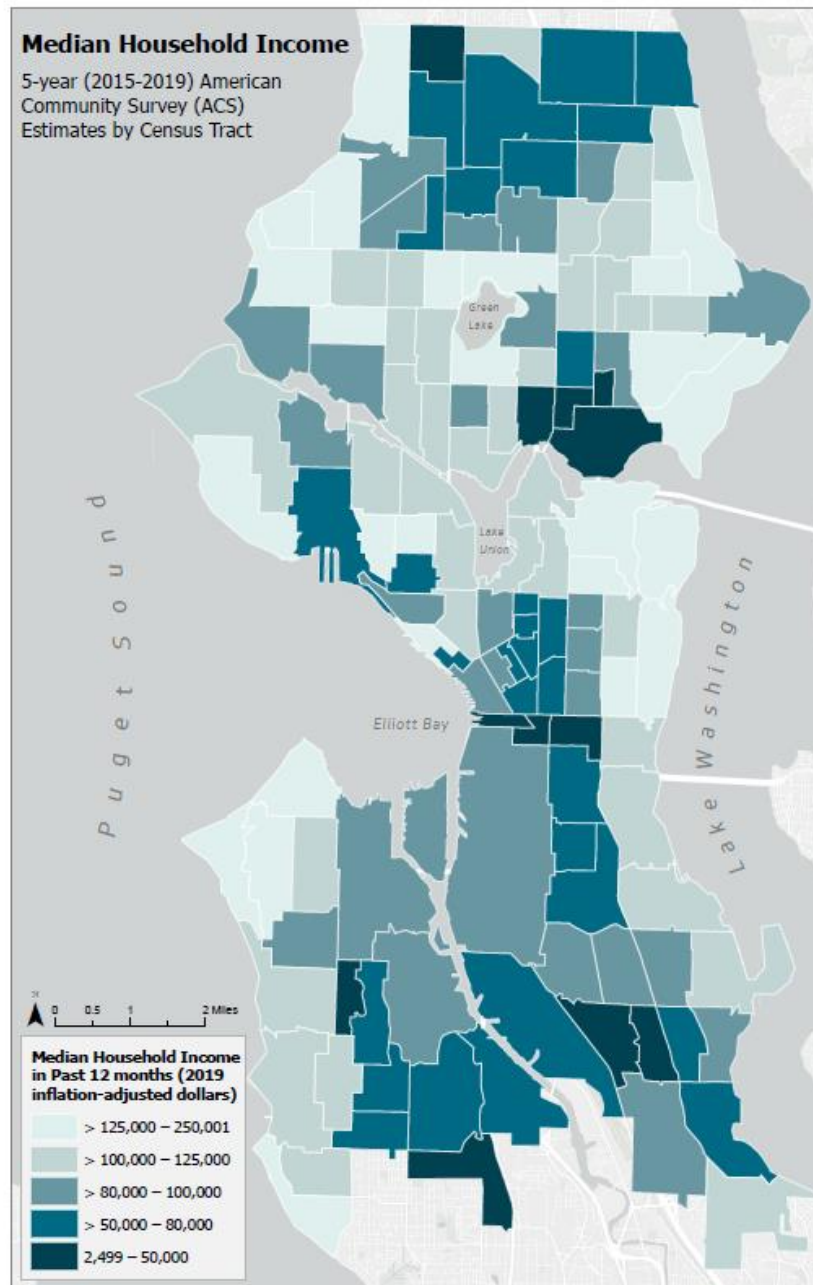 Median Household Income
5-year (2015-2019) American
Community Survey (ACS)
Estimates by Census Tract
Green
Lake
Lake
Union
Puget Sound
Elliott Bay
Lake Washington
N
0 0.5 1 2 Miles
Median Household Income
in Past 12 months (2019
inflation-adjusted dollars)
> 125,000 – 250,001
> 100,000 – 125,000
> 80,000 – 100,000
> 50,000 – 80,000
2,499 – 50,000